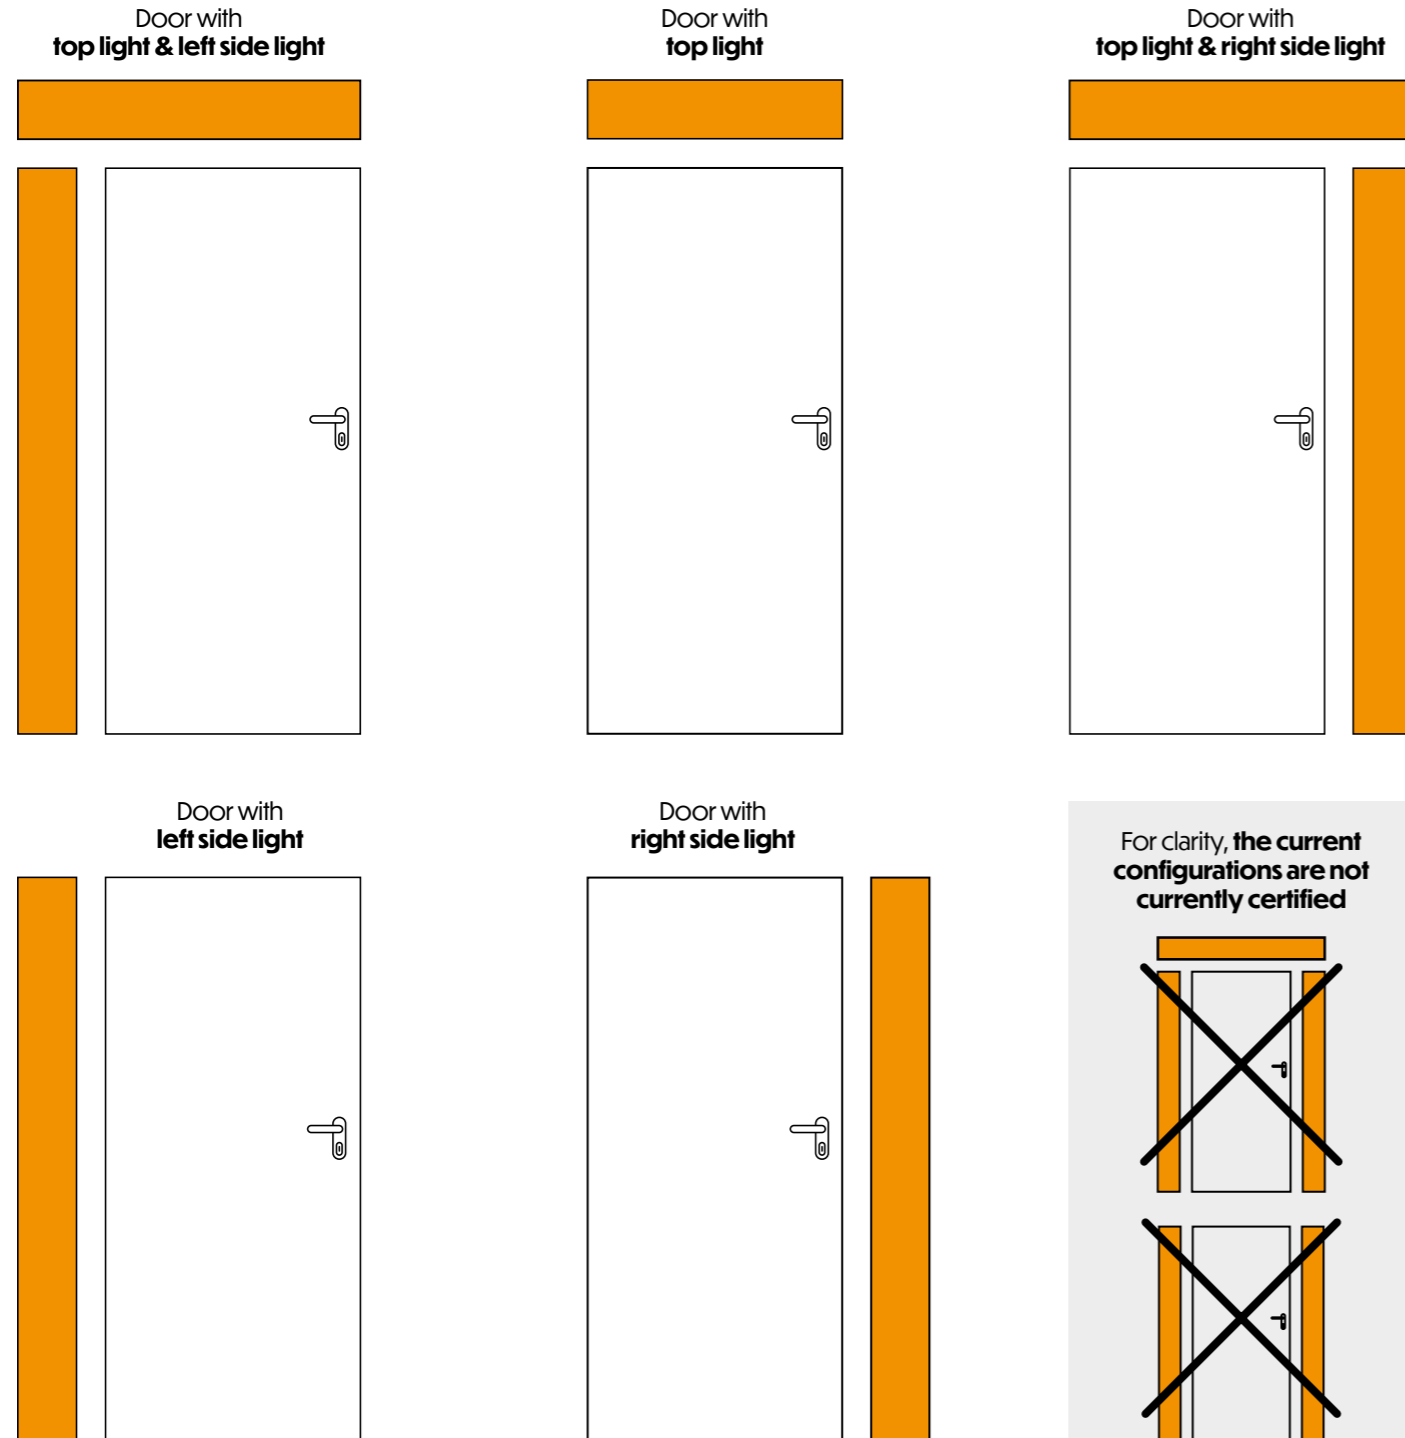 Door with
top light & left side light
Door with
top light
Door with
top light & right side light
Door with
left side light
Door with
right side light
For clarity, the current
configurations are not
currently certified